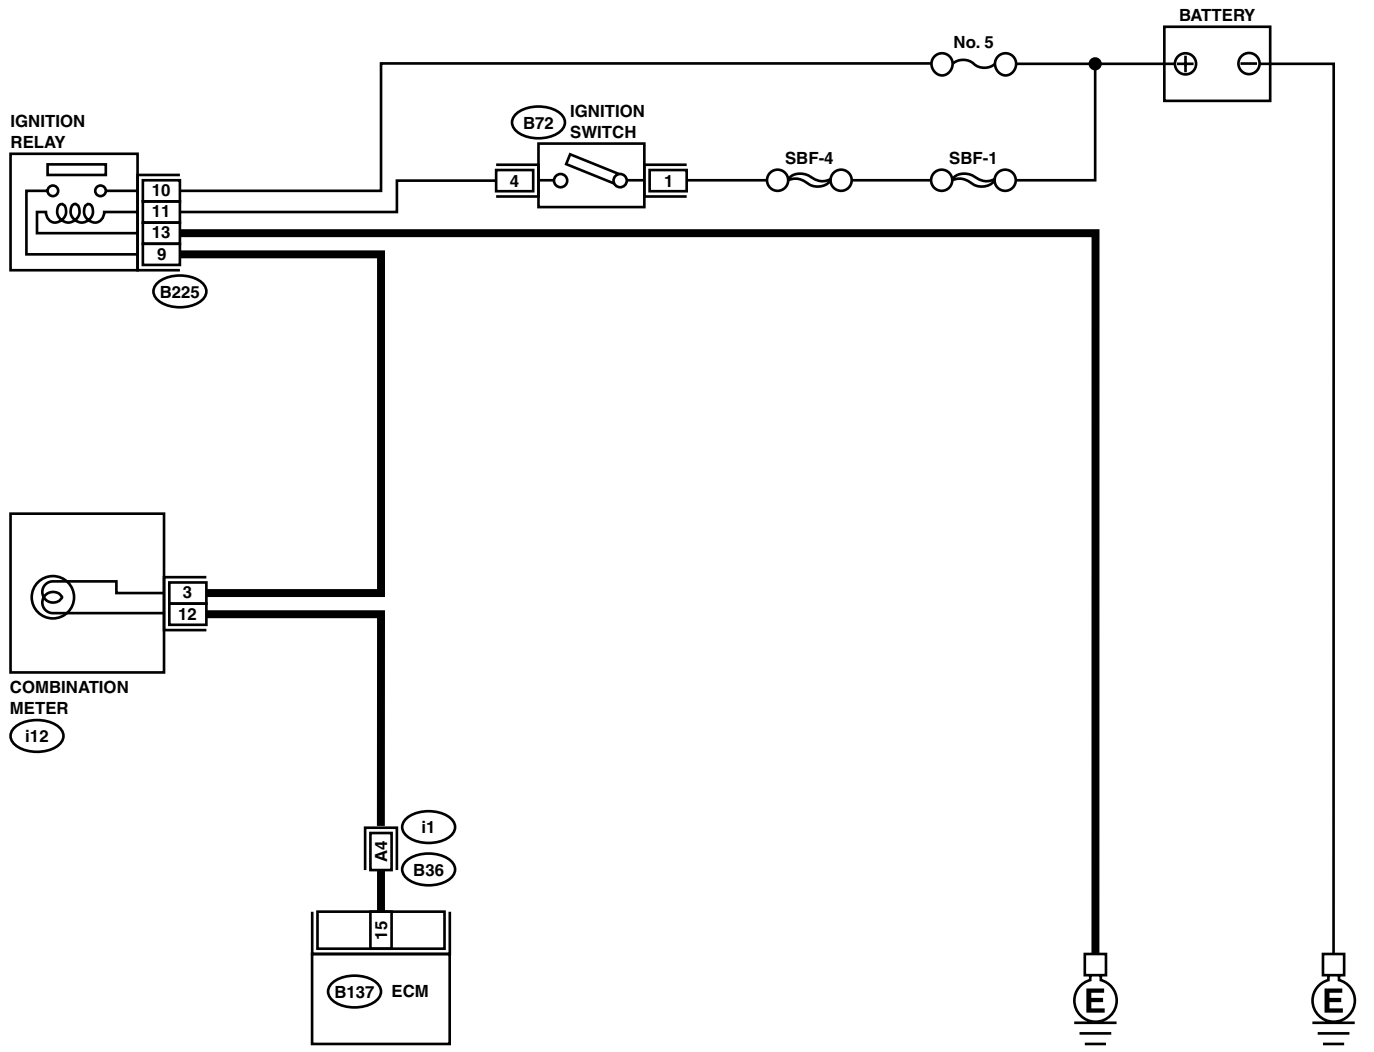 BATTERY
No. 5
IGNITION
RELAY
B72
IGNITION
SWITCH
4
1
SBF-4
SBF-1
10
11
13
9
B225
3
12
COMBINATION
METER
i12
i1
A4
B36
15
B137
ECM
E
E